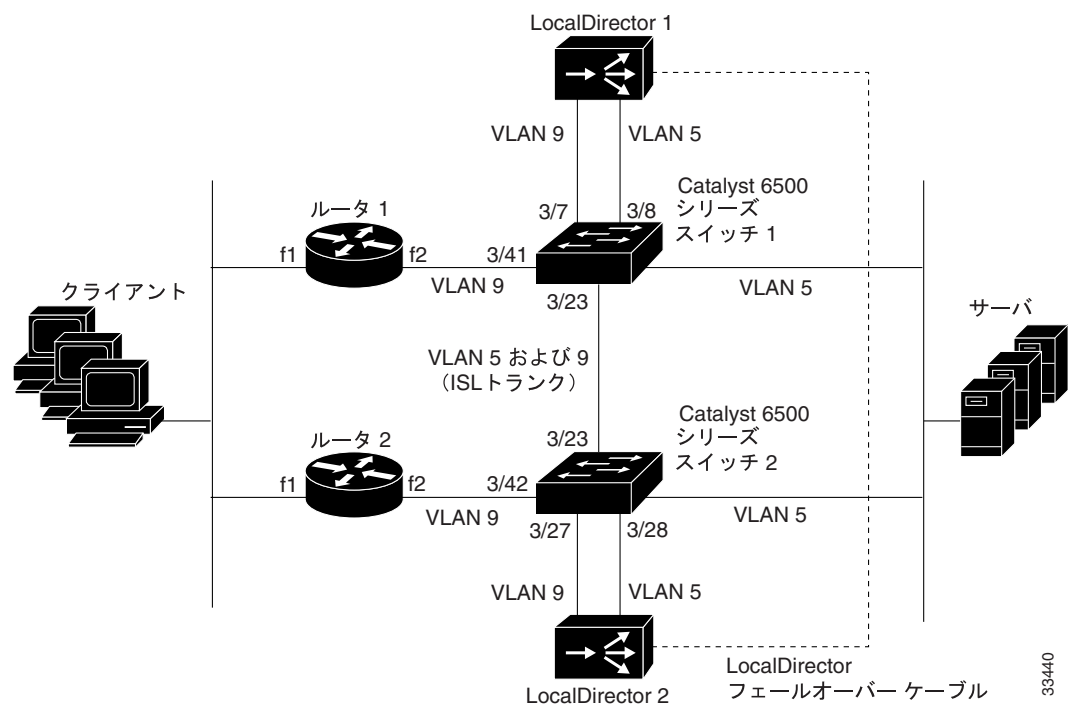 LocalDirector 1
VLAN 9
VLAN 5
Catalyst 6500
シリーズ
スイッチ 1
3/7
3/8
ルータ 1
f1
f2
3/41
VLAN 9
VLAN 5
3/23
クライアント
サーバ
VLAN 5 および 9
（ISLトランク）
Catalyst 6500
シリーズ
スイッチ 2
3/23
ルータ 2
f1
f2
3/42
VLAN 9
VLAN 5
3/27
3/28
VLAN 9
VLAN 5
LocalDirector 2
LocalDirector
フェールオーバー ケーブル
33440